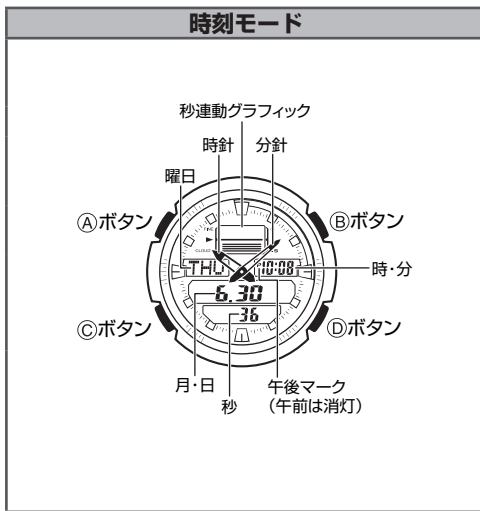 時刻モード
秒連動グラフィック
時針 分針
曜日
Ⓐボタン
Ⓑボタン
THU 10:08
時・分
6.30
36
Ⓒボタン
Ⓓボタン
月・日
秒
午後マーク
(午前は消灯)